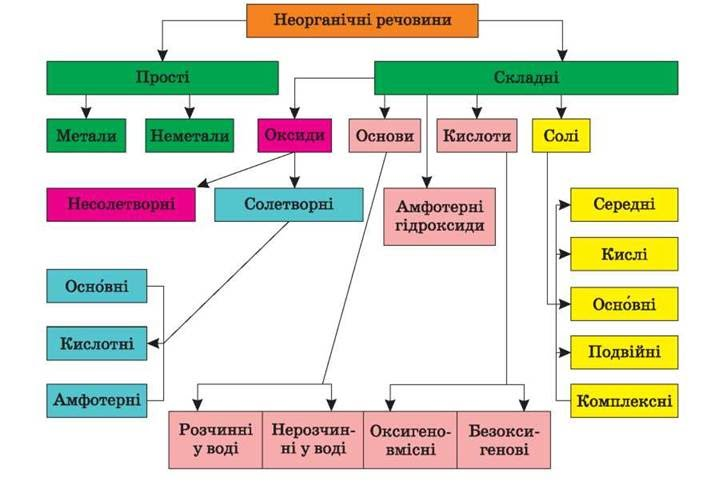 Неорганічні речовини
Прості
Складні
Метали
Неметали
Оксиди
Основи
Кислоти
Солі
Несолетворні
Солетворні
Амфотерні
гідроксиди
Середні
Кислі
Осно́вні
Подвійні
Комплексні
Осно́вні
Кислотні
Амфотерні
Розчинні
у воді
Нерозчин-
ні у воді
Оксигено-
вмісні
Безокси-
генові